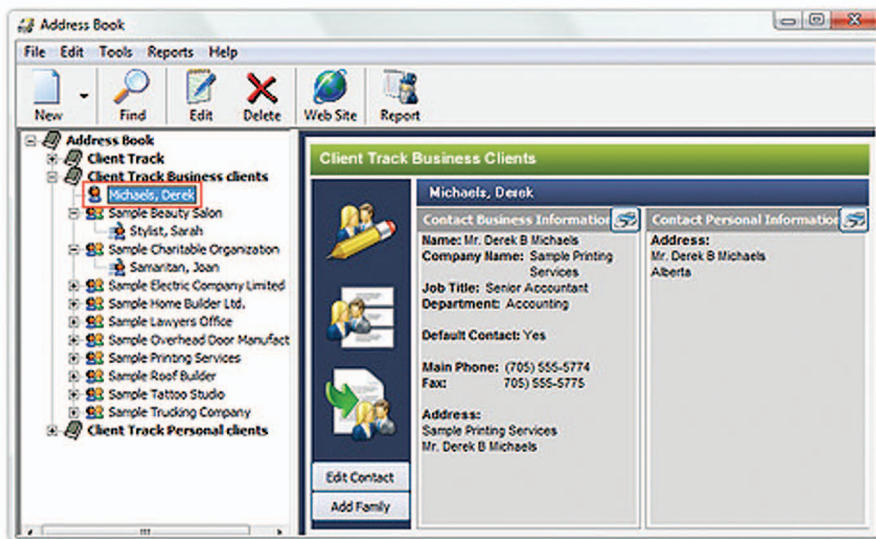 Address Book
File Edit Tools Reports Help
New Find Edit Delete Web Site Report
Address Book
Client Track
Client Track Business clients
Michaels, Derek
Sample Beauty Salon
Stylist, Sarah
Sample Charitable Organization
Samaritan, Joan
Sample Electric Company Limited
Sample Home Builder Ltd.
Sample Lawyers Office
Sample Overhead Door Manufact
Sample Printing Services
Sample Roof Builder
Sample Tattoo Studio
Sample Trucking Company
Client Track Personal clients
Client Track Business Clients
Michaels, Derek
Contact Business Information
Name: Mr. Derek B Michaels
Company Name: Sample Printing
Services
Job Title: Senior Accountant
Department: Accounting
Default Contact: Yes
Main Phone: (705) 555-5774
Fax: 705) 555-5775
Address:
Sample Printing Services
Mr. Derek B Michaels
Contact Personal Information
Address:
Mr. Derek B Michaels
Alberta
Edit Contact
Add Family